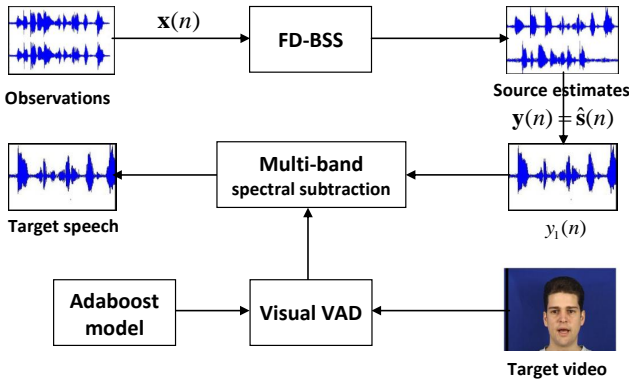 x(n)
FD-BSS
Observations
Source estimates
y(n) = ŝ(n)
Multi-band
spectral subtraction
Target speech
y₁(n)
Adaboost
model
Visual VAD
Target video